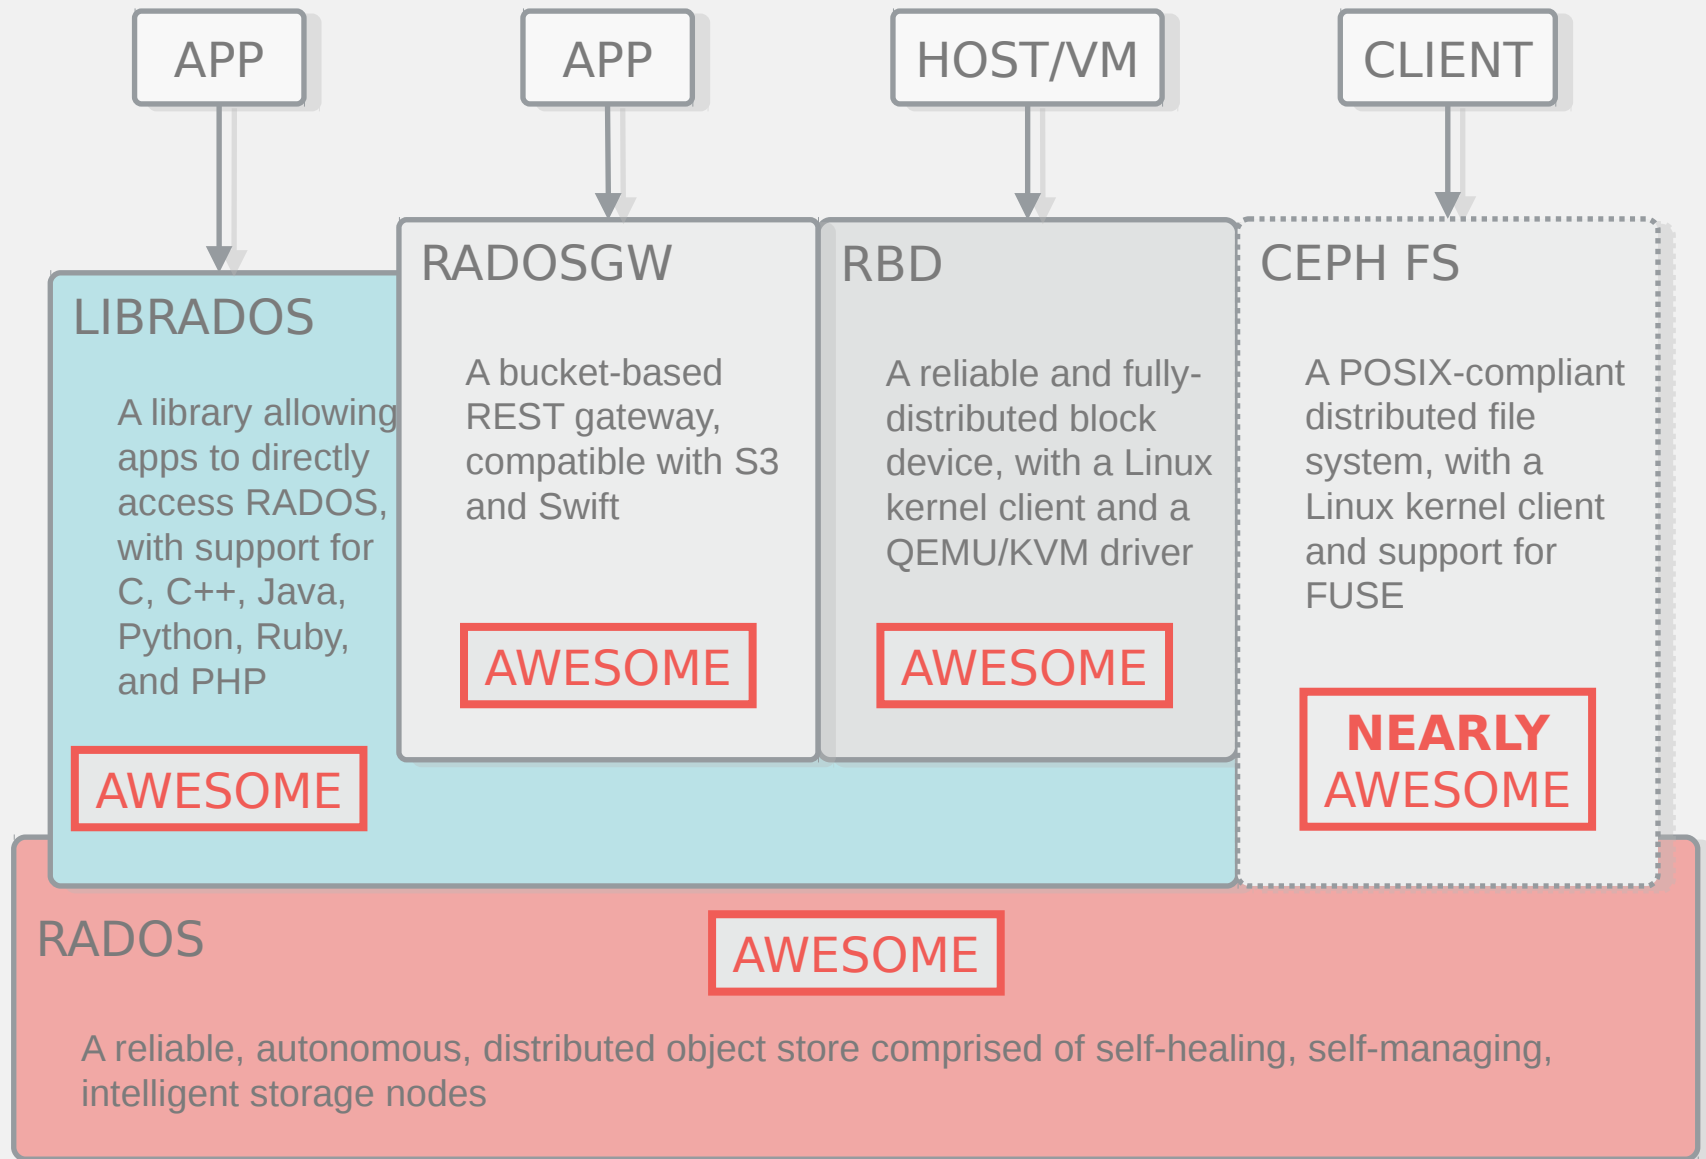 APP
APP
HOST/VM
CLIENT
LIBRADOS
A library allowing
apps to directly
access RADOS,
with support for
C, C++, Java,
Python, Ruby,
and PHP
AWESOME
RADOSGW
A bucket-based
REST gateway,
compatible with S3
and Swift
AWESOME
RBD
A reliable and fully-
distributed block
device, with a Linux
kernel client and a
QEMU/KVM driver
AWESOME
CEPH FS
A POSIX-compliant
distributed file
system, with a
Linux kernel client
and support for
FUSE
NEARLY
AWESOME
RADOS
AWESOME
A reliable, autonomous, distributed object store comprised of self-healing, self-managing,
intelligent storage nodes